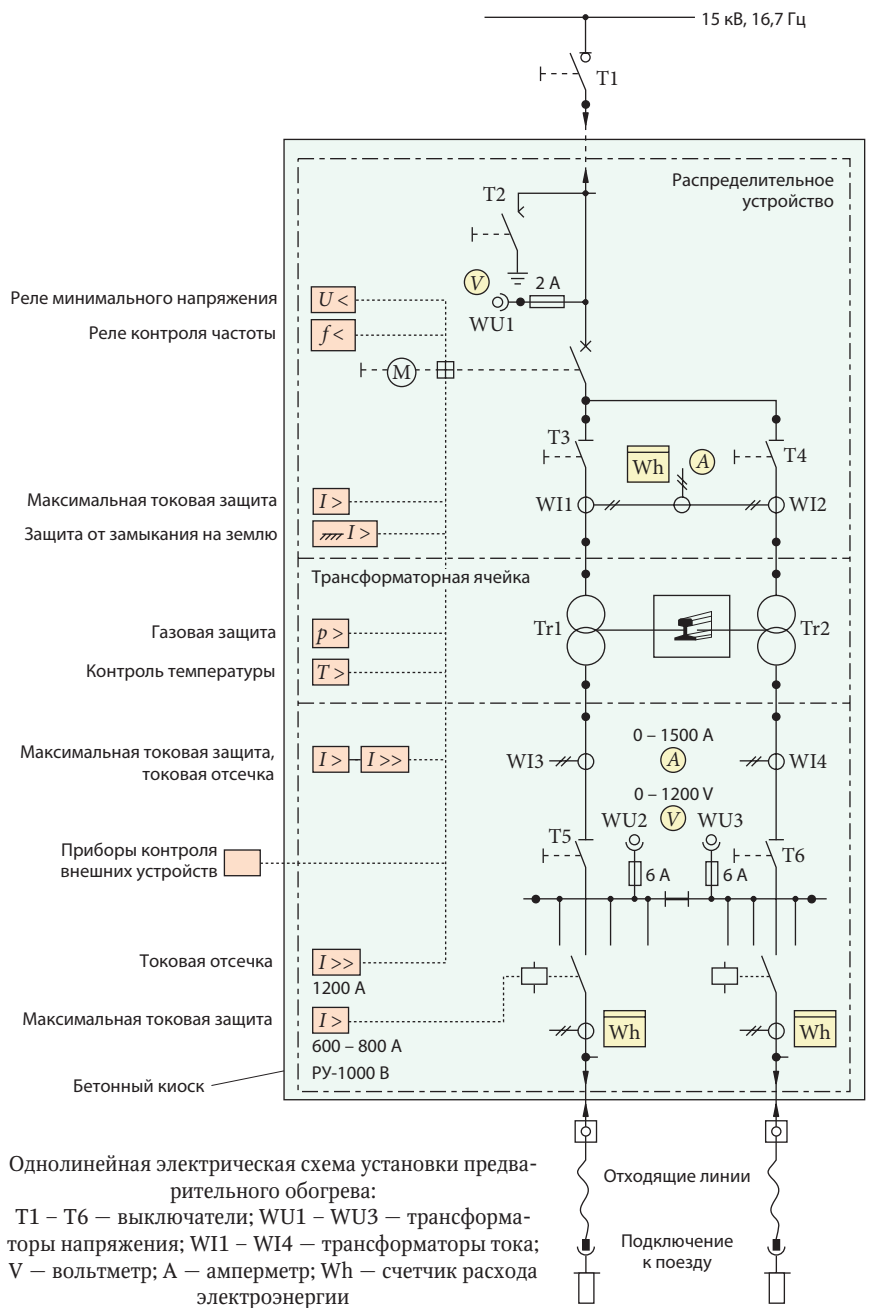 15 кВ, 16,7 Гц
T1
Распределительное
устройство
T2
V
2 A
WU1
Реле минимального напряжения
U <
Реле контроля частоты
f <
M
T3
Wh
A
T4
WI1
WI2
Максимальная токовая защита
I >
Защита от замыкания на землю
I >
Трансформаторная ячейка
Газовая защита
p >
Tr1
Tr2
Контроль температуры
T >
Максимальная токовая защита,
токовая отсечка
I >
I >>
WI3
0 – 1500 A
A
WI4
0 – 1200 V
WU2
V
WU3
T5
T6
6 A
6 A
Приборы контроля
внешних устройств
Токовая отсечка
I >>
1200 A
Максимальная токовая защита
I >
600 – 800 A
Wh
Wh
РУ-1000 В
Бетонный киоск
Отходящие линии
Подключение
к поезду
Однолинейная электрическая схема установки предва-
рительного обогрева:
T1 – T6 — выключатели; WU1 – WU3 — трансформа-
торы напряжения; WI1 – WI4 — трансформаторы тока;
V — вольтметр; A — амперметр; Wh — счетчик расхода
электроэнергии